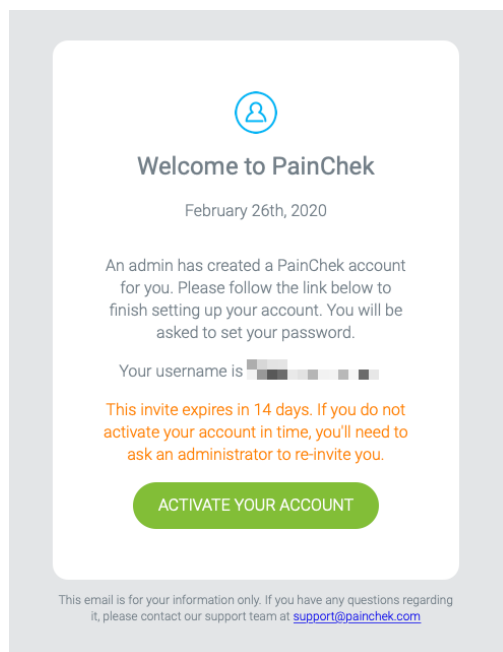 Welcome to PainChek
February 26th, 2020
An admin has created a PainChek account
for you. Please follow the link below to
finish setting up your account. You will be
asked to set your password.
Your username is
This invite expires in 14 days. If you do not
activate your account in time, you'll need to
ask an administrator to re-invite you.
ACTIVATE YOUR ACCOUNT
This email is for your information only. If you have any questions regarding
it, please contact our support team at support@painchek.com